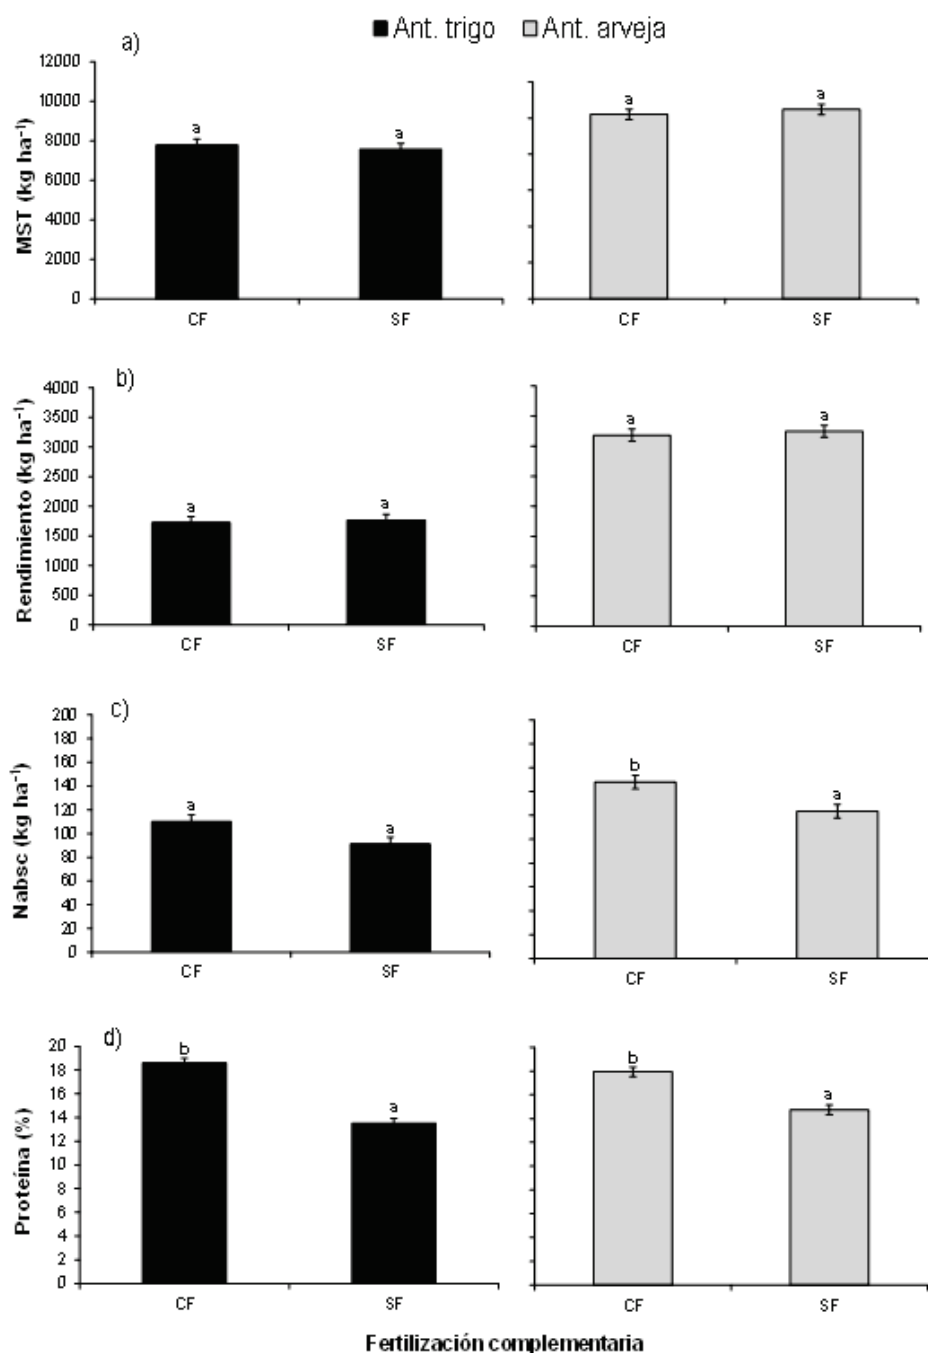 Ant. trigo Ant. arveja
a)
MST (kg ha⁻¹)
12000
10000
8000
6000
4000
2000
0
a
a
CF
SF
a
a
CF
SF
b)
Rendimiento (kg ha⁻¹)
4000
3500
3000
2500
2000
1500
1000
500
0
a
a
CF
SF
a
a
CF
SF
c)
Nabsc (kg ha⁻¹)
200
180
160
140
120
100
80
60
40
20
0
a
a
CF
SF
b
a
CF
SF
d)
Proteína (%)
20
18
16
14
12
10
8
6
4
2
0
b
a
CF
SF
b
a
CF
SF
Fertilización complementaria